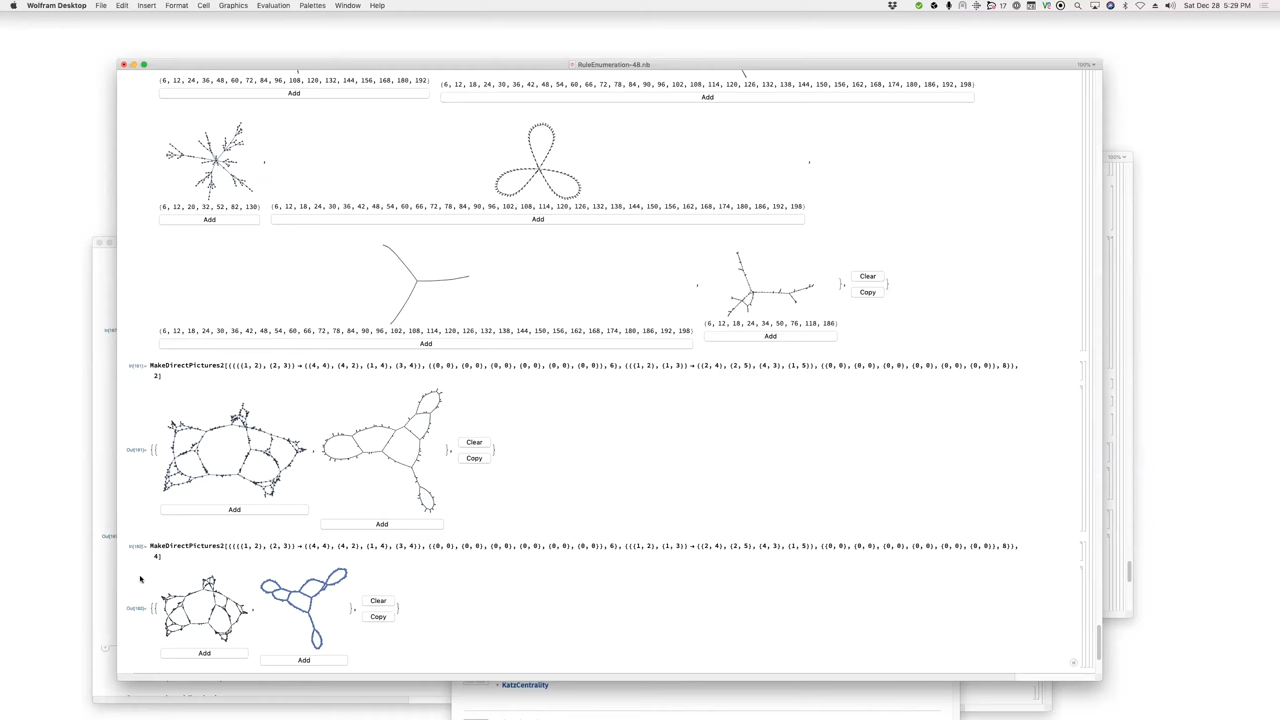 Wolfram Desktop File Edit Insert Format Cell Graphics Evaluation Palettes Window Help 17 Sat Dec 28 5:29 PM
RuleEnumeration-48.nb 100%
{6, 12, 24, 36, 48, 60, 72, 84, 96, 108, 120, 132, 144, 156, 168, 180, 192}
{6, 12, 18, 24, 30, 36, 42, 48, 54, 60, 66, 72, 78, 84, 90, 96, 102, 108, 114, 120, 126, 132, 138, 144, 150, 156, 162, 168, 174, 180, 186, 192, 198}
Add
Add
100%
,
,
{6, 12, 20, 32, 52, 82, 130}
{6, 12, 18, 24, 30, 36, 42, 48, 54, 60, 66, 72, 78, 84, 90, 96, 102, 108, 114, 120, 126, 132, 138, 144, 150, 156, 162, 168, 174, 180, 186, 192, 198}
Add
Add
, }, Clear }
Copy
{6, 12, 18, 24, 34, 50, 76, 118, 186}
{6, 12, 18, 24, 30, 36, 42, 48, 54, 60, 66, 72, 78, 84, 90, 96, 102, 108, 114, 120, 126, 132, 138, 144, 150, 156, 162, 168, 174, 180, 186, 192, 198}
Add
Add
In[161]:= MakeDirectPictures2[{{{{1, 2}, {2, 3}} → {{4, 4}, {4, 2}, {1, 4}, {3, 4}}, {{0, 0}, {0, 0}, {0, 0}, {0, 0}, {0, 0}, {0, 0}}, 6}, {{{1, 2}, {1, 3}} → {{2, 4}, {2, 5}, {4, 3}, {1, 5}}, {{0, 0}, {0, 0}, {0, 0}, {0, 0}, {0, 0}, {0, 0}}, 8}},
2]
Out[161]= {{ , }, Clear }
Copy
Add
Add
MakeDirectPictures2[{{{{1, 2}, {2, 3}} → {{4, 4}, {4, 2}, {1, 4}, {3, 4}}, {{0, 0}, {0, 0}, {0, 0}, {0, 0}, {0, 0}, {0, 0}}, 6}, {{{1, 2}, {1, 3}} → {{2, 4}, {2, 5}, {4, 3}, {1, 5}}, {{0, 0}, {0, 0}, {0, 0}, {0, 0}, {0, 0}, {0, 0}}, 8}},
4]
Out[162]= {{ , }, Clear }
Copy
Add
Add
KatzCentrality